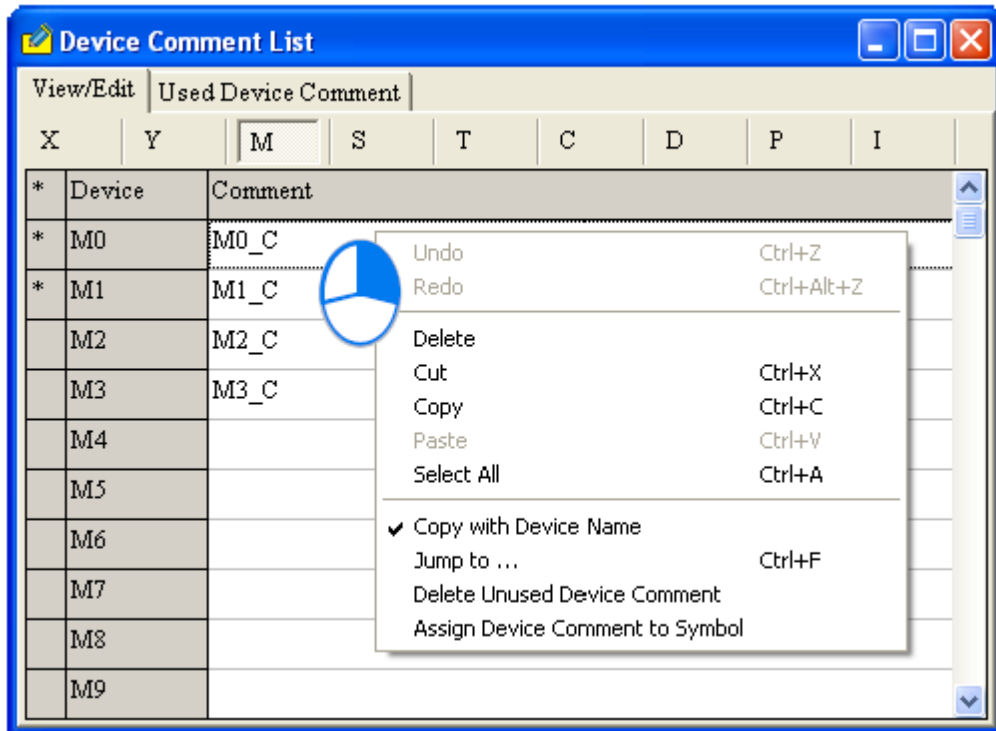 Device Comment List
View/Edit Used Device Comment
X Y M S T C D P I
* Device Comment
* M0 M0_C
Undo Ctrl+Z
* M1 M1_C
Redo Ctrl+Alt+Z
M2 M2_C
Delete
Cut Ctrl+X
M3 M3_C
Copy Ctrl+C
M4
Paste Ctrl+V
Select All Ctrl+A
M5
✓ Copy with Device Name
M6
Jump to ... Ctrl+F
M7
Delete Unused Device Comment
M8
Assign Device Comment to Symbol
M9